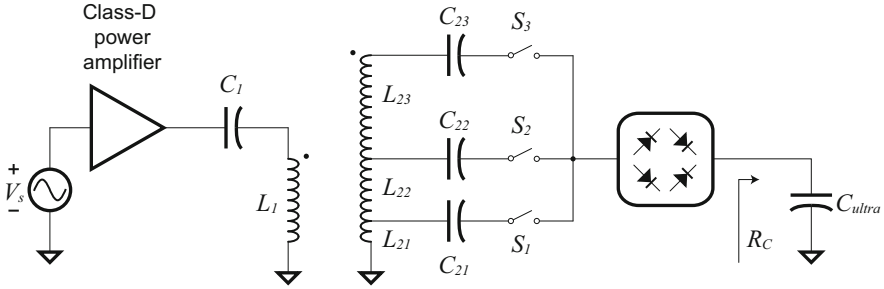 Class-D
power
amplifier
C1
L1
+
Vs
−
C23
S3
L23
C22
S2
L22
L21
C21
S1
RC
Cultra